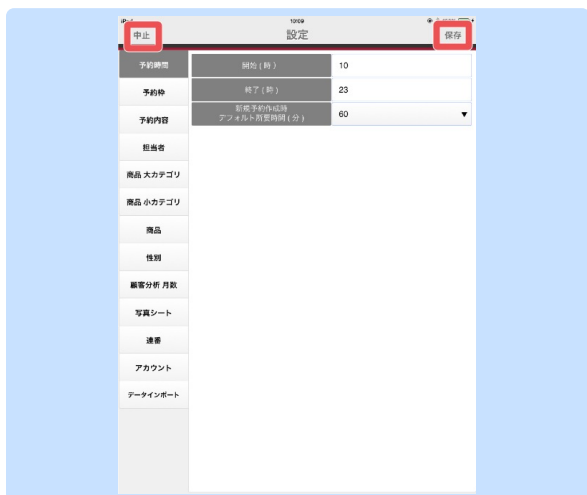 10:09
中止
設定
保存
予約時間
開始 ( 時 )
10
予約枠
終了 ( 時 )
23
予約内容
新規予約作成時
デフォルト所要時間 ( 分 )
60
担当者
商品 大カテゴリ
商品 小カテゴリ
商品
性別
顧客分析 月数
写真シート
連番
アカウント
データインポート